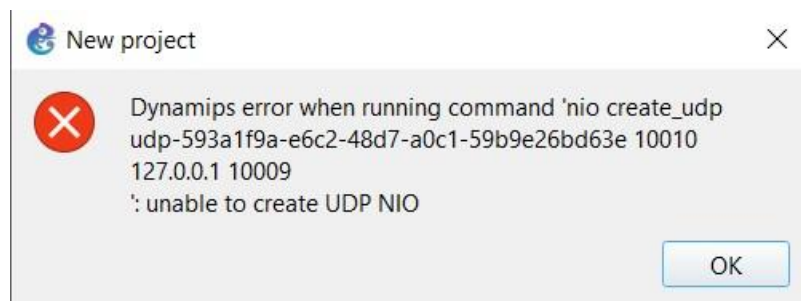 New project
Dynamips error when running command 'nio create_udp
udp-593a1f9a-e6c2-48d7-a0c1-59b9e26bd63e 10010
127.0.0.1 10009
': unable to create UDP NIO
OK